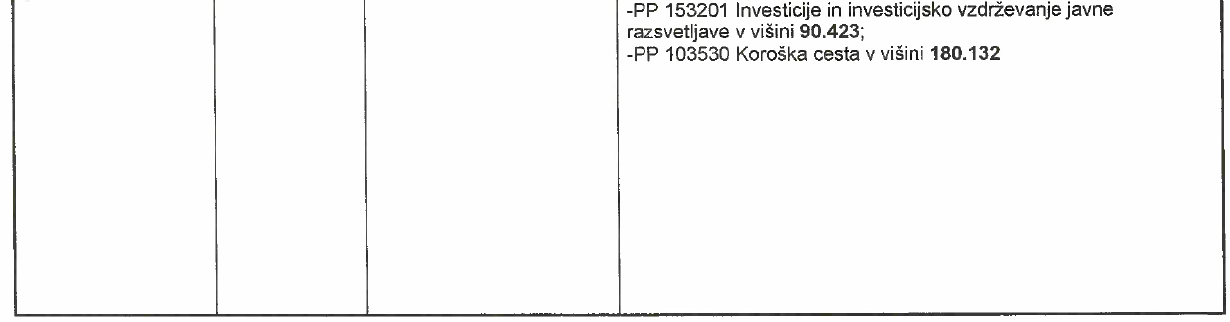 -PP 153201 Investicije in investicijsko vzdrževanje javne
razsvetljave v višini 90.423;
-PP 103530 Koroška cesta v višini 180.132